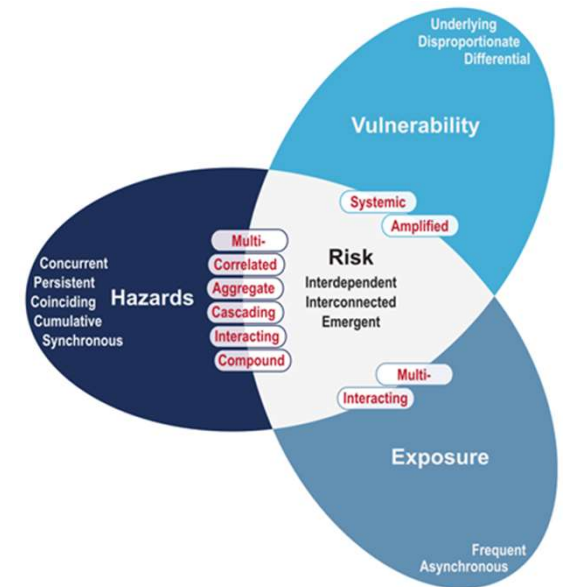 Underlying
Disproportionate
Differential
Vulnerability
Systemic
Amplified
Concurrent
Persistent
Coinciding
Cumulative
Synchronous
Hazards
Multi-
Correlated
Aggregate
Cascading
Interacting
Compound
Risk
Interdependent
Interconnected
Emergent
Multi-
Interacting
Exposure
Frequent
Asynchronous